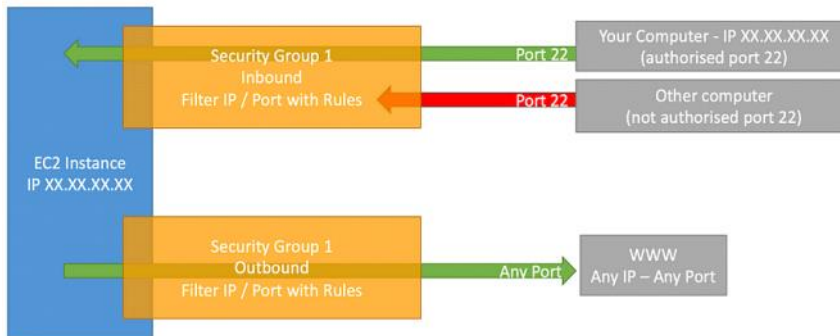 Security Group 1
Inbound
Filter IP / Port with Rules
Port 22
Your Computer - IP XX.XX.XX.XX
(authorised port 22)
Port 22
Other computer
(not authorised port 22)
EC2 Instance
IP XX.XX.XX.XX
Security Group 1
Outbound
Filter IP / Port with Rules
Any Port
WWW
Any IP – Any Port